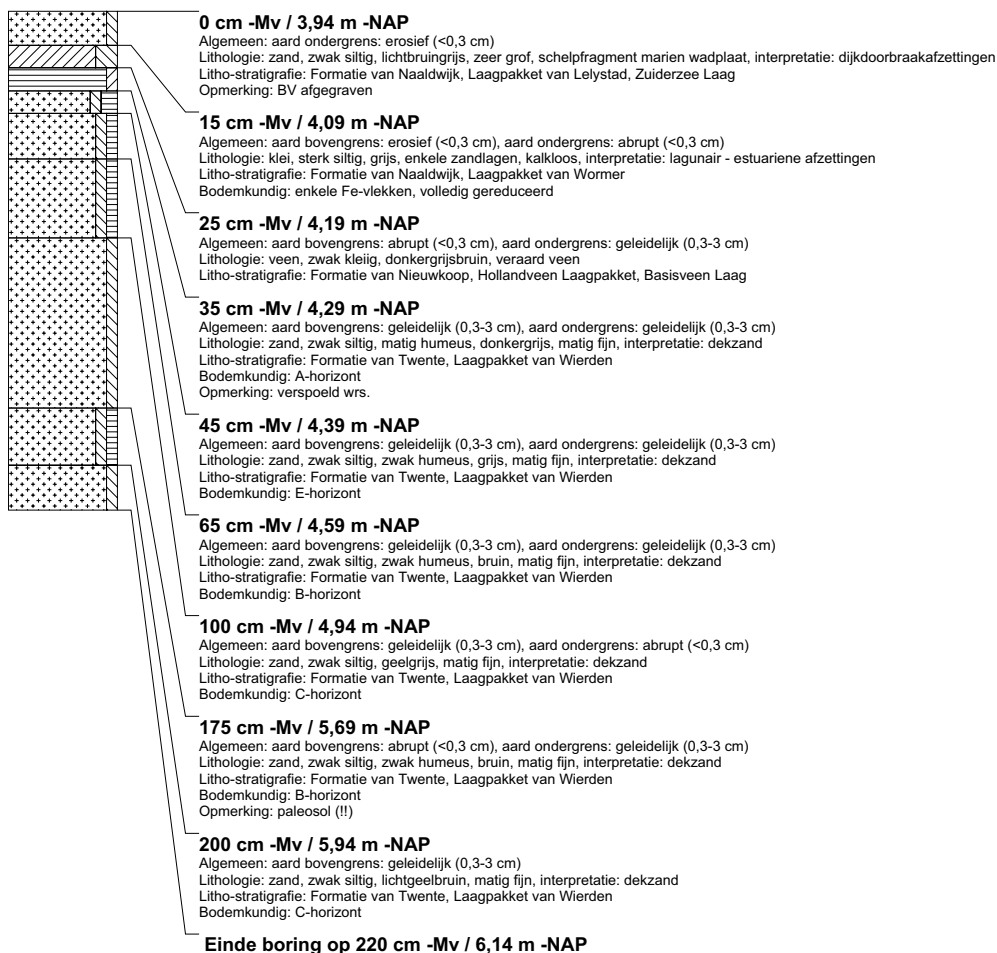 0 cm -Mv / 3,94 m -NAP
Algemeen: aard ondergrens: erosief (<0,3 cm)
Lithologie: zand, zwak siltig, lichtbruingrijs, zeer grof, schelpfragment marien wadplaat, interpretatie: dijkdoorbraakafzettingen
Litho-stratigrafie: Formatie van Naaldwijk, Laagpakket van Lelystad, Zuiderzee Laag
Opmerking: BV afgegraven
15 cm -Mv / 4,09 m -NAP
Algemeen: aard bovengrens: erosief (<0,3 cm), aard ondergrens: abrupt (<0,3 cm)
Lithologie: klei, sterk siltig, grijs, enkele zandlagen, kalkloos, interpretatie: lagunair - estuariene afzettingen
Litho-stratigrafie: Formatie van Naaldwijk, Laagpakket van Wormer
Bodemkundig: enkele Fe-vlekken, volledig gereduceerd
25 cm -Mv / 4,19 m -NAP
Algemeen: aard bovengrens: abrupt (<0,3 cm), aard ondergrens: geleidelijk (0,3-3 cm)
Lithologie: veen, zwak kleiig, donkergrijsbruin, veraard veen
Litho-stratigrafie: Formatie van Nieuwkoop, Hollandveen Laagpakket, Basisveen Laag
35 cm -Mv / 4,29 m -NAP
Algemeen: aard bovengrens: geleidelijk (0,3-3 cm), aard ondergrens: geleidelijk (0,3-3 cm)
Lithologie: zand, zwak siltig, matig humeus, donkergrijs, matig fijn, interpretatie: dekzand
Litho-stratigrafie: Formatie van Twente, Laagpakket van Wierden
Bodemkundig: A-horizont
Opmerking: verspoeld wrs.
45 cm -Mv / 4,39 m -NAP
Algemeen: aard bovengrens: geleidelijk (0,3-3 cm), aard ondergrens: geleidelijk (0,3-3 cm)
Lithologie: zand, zwak siltig, zwak humeus, grijs, matig fijn, interpretatie: dekzand
Litho-stratigrafie: Formatie van Twente, Laagpakket van Wierden
Bodemkundig: E-horizont
65 cm -Mv / 4,59 m -NAP
Algemeen: aard bovengrens: geleidelijk (0,3-3 cm), aard ondergrens: geleidelijk (0,3-3 cm)
Lithologie: zand, zwak siltig, zwak humeus, bruin, matig fijn, interpretatie: dekzand
Litho-stratigrafie: Formatie van Twente, Laagpakket van Wierden
Bodemkundig: B-horizont
100 cm -Mv / 4,94 m -NAP
Algemeen: aard bovengrens: geleidelijk (0,3-3 cm), aard ondergrens: abrupt (<0,3 cm)
Lithologie: zand, zwak siltig, geelgrijs, matig fijn, interpretatie: dekzand
Litho-stratigrafie: Formatie van Twente, Laagpakket van Wierden
Bodemkundig: C-horizont
175 cm -Mv / 5,69 m -NAP
Algemeen: aard bovengrens: abrupt (<0,3 cm), aard ondergrens: geleidelijk (0,3-3 cm)
Lithologie: zand, zwak siltig, zwak humeus, bruin, matig fijn, interpretatie: dekzand
Litho-stratigrafie: Formatie van Twente, Laagpakket van Wierden
Bodemkundig: B-horizont
Opmerking: paleosol (!!)
200 cm -Mv / 5,94 m -NAP
Algemeen: aard bovengrens: geleidelijk (0,3-3 cm)
Lithologie: zand, zwak siltig, lichtgeelbruin, matig fijn, interpretatie: dekzand
Litho-stratigrafie: Formatie van Twente, Laagpakket van Wierden
Bodemkundig: C-horizont
Einde boring op 220 cm -Mv / 6,14 m -NAP